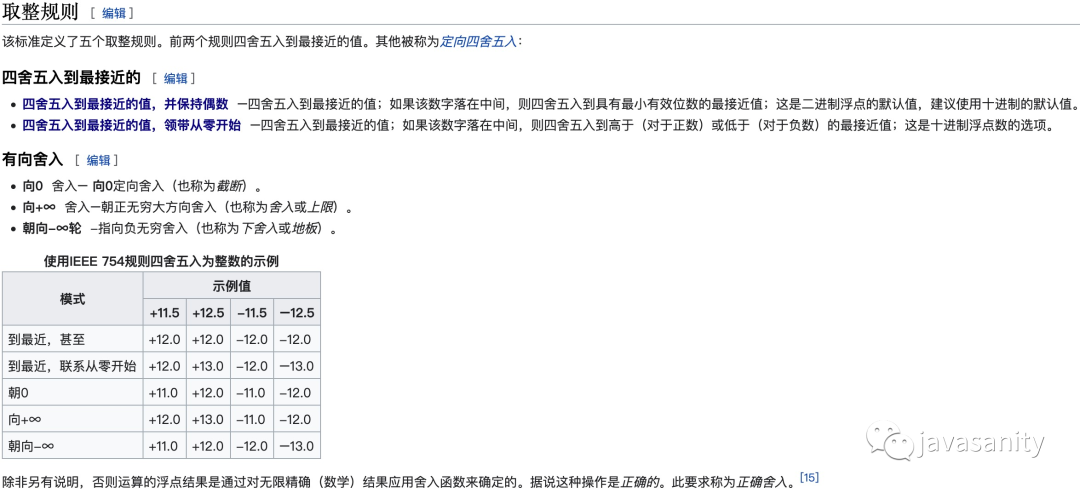 取整规则 [ 编辑 ]
该标准定义了五个取整规则。前两个规则四舍五入到最接近的值。其他被称为定向四舍五入：
四舍五入到最接近的 [ 编辑 ]
• 四舍五入到最接近的值，并保持偶数 —四舍五入到最接近的值；如果该数字落在中间，则四舍五入到具有最小有效位数的最接近值；这是二进制浮点的默认值，建议使用十进制的默认值。
• 四舍五入到最接近的值，领带从零开始 —四舍五入到最接近的值；如果该数字落在中间，则四舍五入到高于（对于正数）或低于（对于负数）的最接近值；这是十进制浮点数的选项。
有向舍入 [ 编辑 ]
• 向0 舍入— 向0定向舍入（也称为截断）。
• 向+∞ 舍入—朝正无穷大方向舍入（也称为舍入或上限）。
• 朝向-∞轮 –指向负无穷舍入（也称为下舍入或地板）。
使用IEEE 754规则四舍五入为整数的示例
模式 示例值
+11.5 +12.5 −11.5 —12.5
到最近，甚至 +12.0 +12.0 −12.0 −12.0
到最近，联系从零开始 +12.0 +13.0 −12.0 —13.0
朝0 +11.0 +12.0 −11.0 −12.0
向+∞ +12.0 +13.0 −11.0 −12.0
朝向−∞ +11.0 +12.0 −12.0 —13.0
javasanity
除非另有说明，否则运算的浮点结果是通过对无限精确（数学）结果应用舍入函数来确定的。据说这种操作是正确的。此要求称为正确舍入。[15]